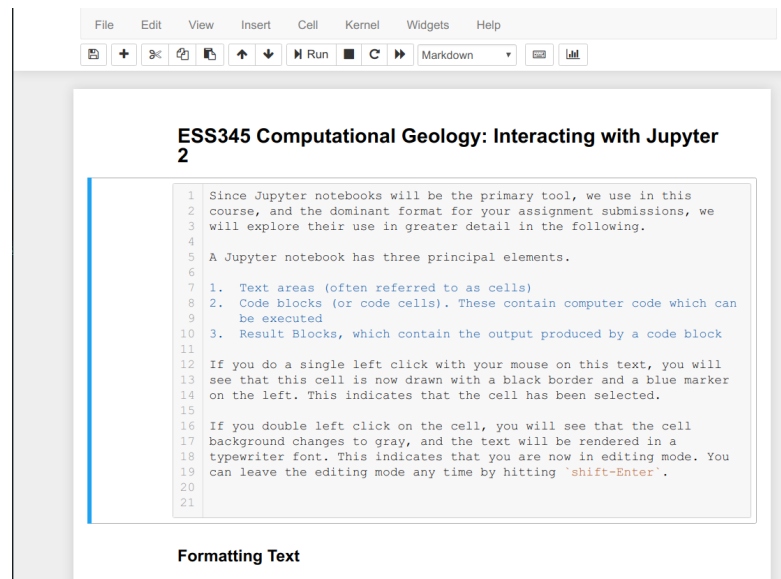 File Edit View Insert Cell Kernel Widgets Help
Run Markdown
ESS345 Computational Geology: Interacting with Jupyter
2
1 Since Jupyter notebooks will be the primary tool, we use in this
2 course, and the dominant format for your assignment submissions, we
3 will explore their use in greater detail in the following.
4
5 A Jupyter notebook has three principal elements.
6
7 1. Text areas (often referred to as cells)
8 2. Code blocks (or code cells). These contain computer code which can
9 be executed
10 3. Result Blocks, which contain the output produced by a code block
11
12 If you do a single left click with your mouse on this text, you will
13 see that this cell is now drawn with a black border and a blue marker
14 on the left. This indicates that the cell has been selected.
15
16 If you double left click on the cell, you will see that the cell
17 background changes to gray, and the text will be rendered in a
18 typewriter font. This indicates that you are now in editing mode. You
19 can leave the editing mode any time by hitting `shift-Enter`.
20
21
Formatting Text